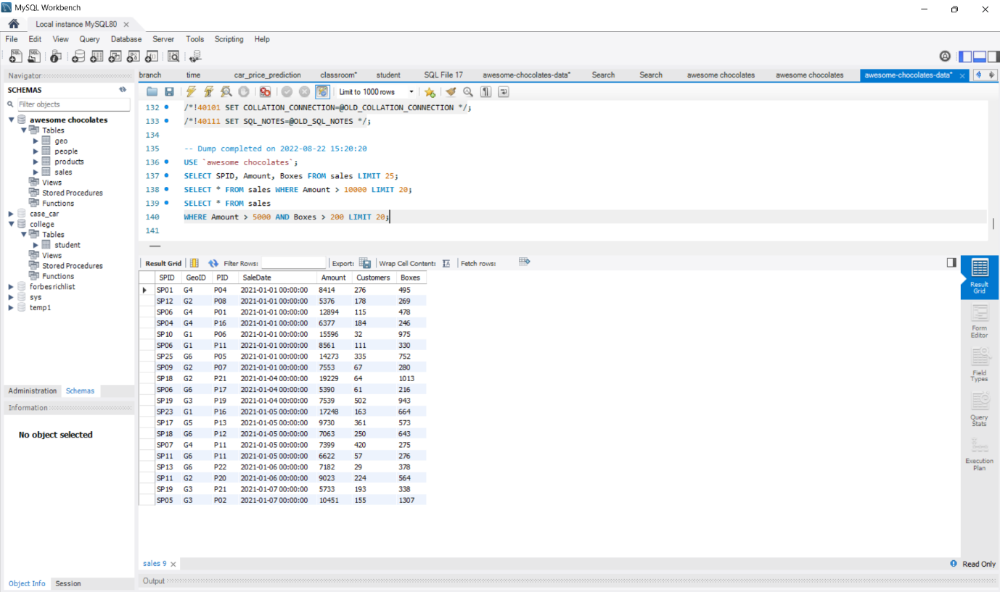 MySQL Workbench
Local instance MySQL80
File Edit View Query Database Server Tools Scripting Help
Navigator
SCHEMAS
Filter objects
awesome chocolates
Tables
geo
people
products
sales
Views
Stored Procedures
Functions
case_car
college
Tables
student
Views
Stored Procedures
Functions
forbes richlist
sys
temp1
Administration Schemas
Information
No object selected
Object Info Session
branch time car_price_prediction classroom* student SQL File 17 awesome-chocolates-data* Search Search awesome chocolates awesome chocolates awesome-chocolates-data*
Limit to 1000 rows
132 /*!40101 SET COLLATION_CONNECTION=@OLD_COLLATION_CONNECTION */;
133 /*!40111 SET SQL_NOTES=@OLD_SQL_NOTES */;
134
135 -- Dump completed on 2022-08-22 15:20:20
136 USE `awesome chocolates`;
137 SELECT SPID, Amount, Boxes FROM sales LIMIT 25;
138 SELECT * FROM sales WHERE Amount > 10000 LIMIT 20;
139 SELECT * FROM sales
140 WHERE Amount > 5000 AND Boxes > 200 LIMIT 20;
141
Result Grid Filter Rows: Export: Wrap Cell Content: Fetch rows:
SPID GeoID PID SaleDate Amount Customers Boxes
SP01 G4 P04 2021-01-01 00:00:00 8414 276 495
SP12 G2 P08 2021-01-01 00:00:00 5376 178 269
SP06 G4 P01 2021-01-01 00:00:00 12894 115 478
SP04 G4 P16 2021-01-01 00:00:00 6377 184 246
SP10 G1 P06 2021-01-01 00:00:00 15596 32 975
SP06 G1 P11 2021-01-01 00:00:00 8561 111 330
SP25 G6 P05 2021-01-01 00:00:00 14273 335 752
SP09 G2 P07 2021-01-01 00:00:00 7553 67 280
SP18 G2 P21 2021-01-04 00:00:00 19229 64 1013
SP06 G6 P17 2021-01-04 00:00:00 5390 61 216
SP19 G3 P19 2021-01-04 00:00:00 7539 502 943
SP23 G1 P16 2021-01-05 00:00:00 17248 163 664
SP17 G5 P13 2021-01-05 00:00:00 9730 361 573
SP18 G6 P12 2021-01-05 00:00:00 7063 250 643
SP07 G4 P11 2021-01-05 00:00:00 7399 420 275
SP11 G6 P11 2021-01-05 00:00:00 6622 57 276
SP13 G6 P22 2021-01-06 00:00:00 7182 29 378
SP11 G2 P20 2021-01-06 00:00:00 9023 224 564
SP19 G3 P21 2021-01-07 00:00:00 5733 193 338
SP05 G3 P02 2021-01-07 00:00:00 10451 155 1307
Result
Grid
Form
Editor
Field
Types
Query
Stats
Execution
Plan
sales 9
Read Only
Output